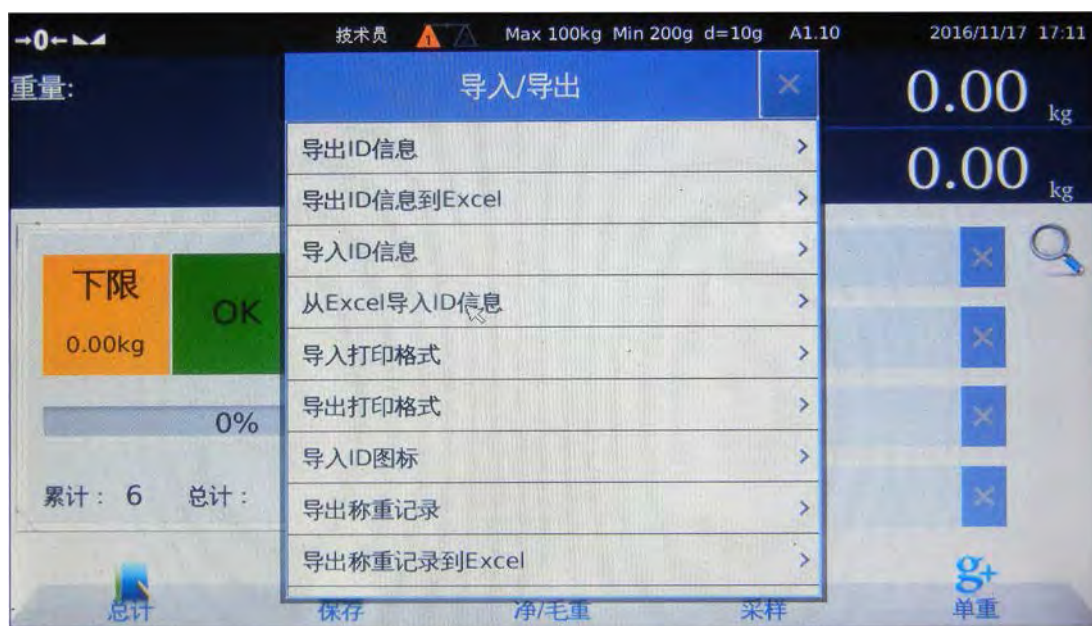 →0← 技术员 1 Max 100kg Min 200g d=10g A1.10 2016/11/17 17:11
重量:
导入/导出
0.00 kg
0.00 kg
导出ID信息
导出ID信息到Excel
导入ID信息
从Excel导入ID信息
导入打印格式
导出打印格式
导入ID图标
导出称重记录
导出称重记录到Excel
下限
0.00kg
OK
0%
累计： 6 总计：
总计 保存 净/毛重 采样 g+ 单重